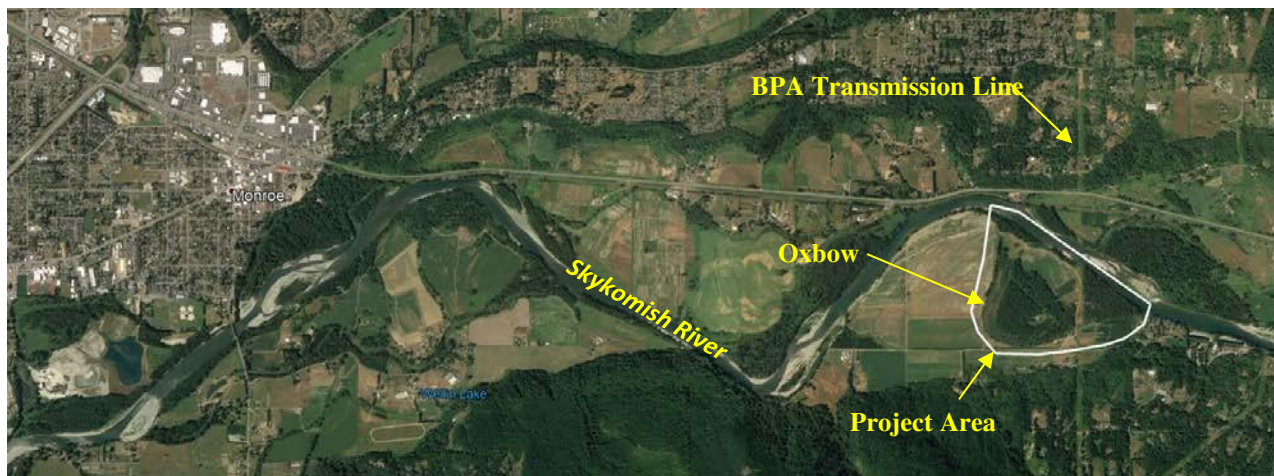 BPA Transmission Line
Monroe
Oxbow
Skykomish River
Project Area